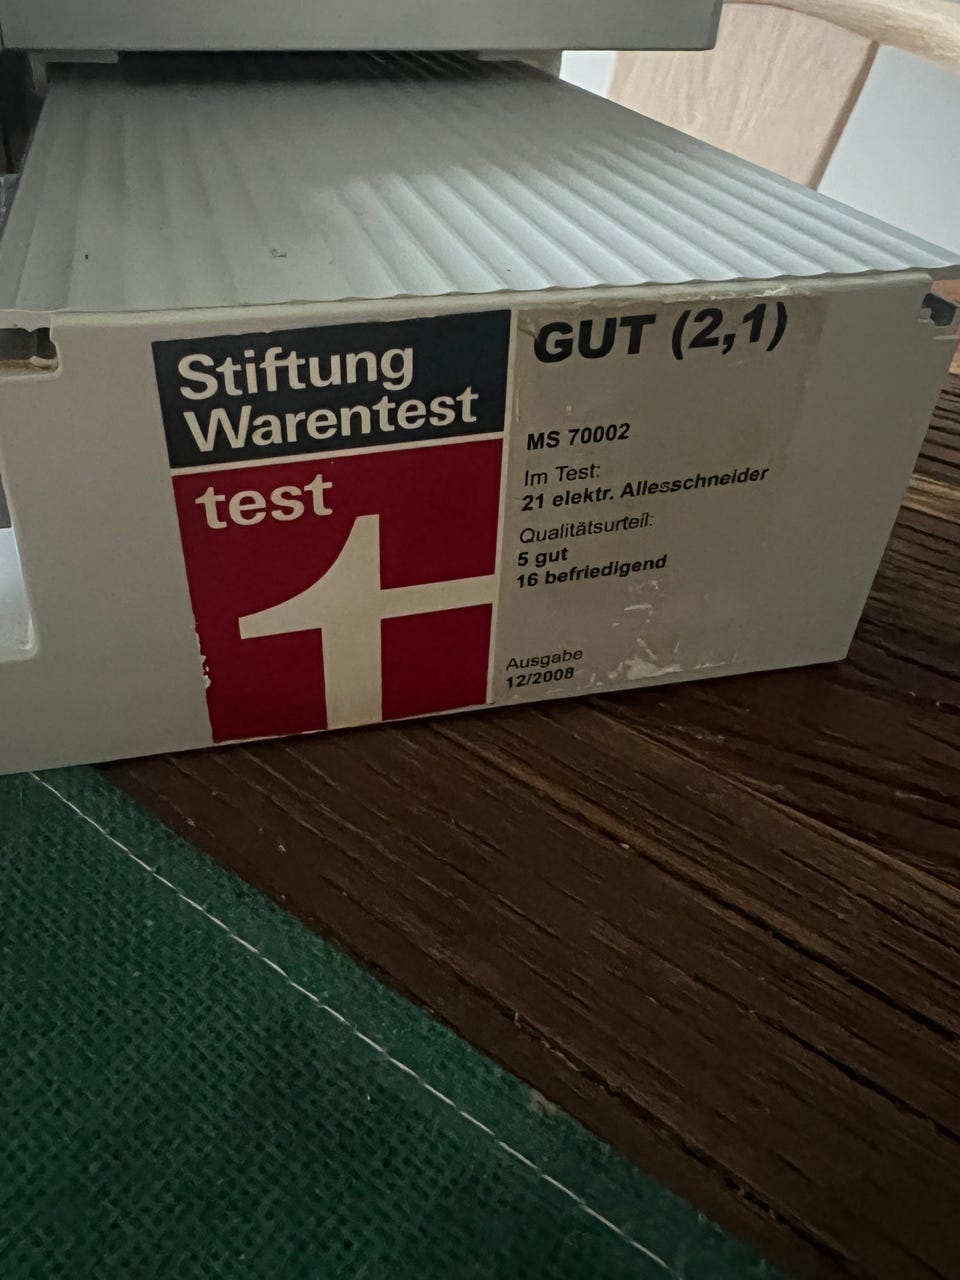 Stiftung
Warentest
test
GUT (2,1)
MS 70002
Im Test:
21 elektr. Allesschneider
Qualitätsurteil:
5 gut
16 befriedigend
Ausgabe
12/2008